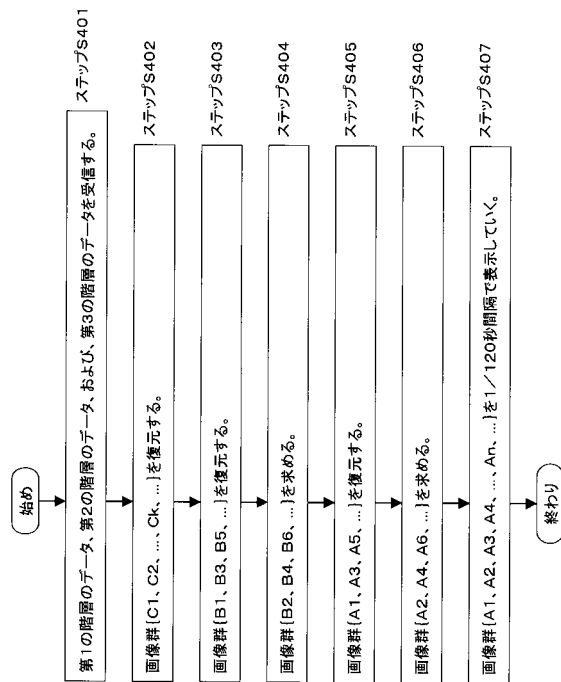 始め
第1の階層のデータ、第2の階層のデータ、および、第3の階層のデータを受信する。
ステップS401
画像群{C1、C2、…、Ck、…}を復元する。
ステップS402
画像群{B1、B3、B5、…}を復元する。
ステップS403
画像群{B2、B4、B6、…}を求める。
ステップS404
画像群{A1、A3、A5、…}を復元する。
ステップS405
画像群{A2、A4、A6、…}を求める。
ステップS406
画像群{A1、A2、A3、A4、…、An、…}を1／120秒間隔で表示していく。
ステップS407
終わり